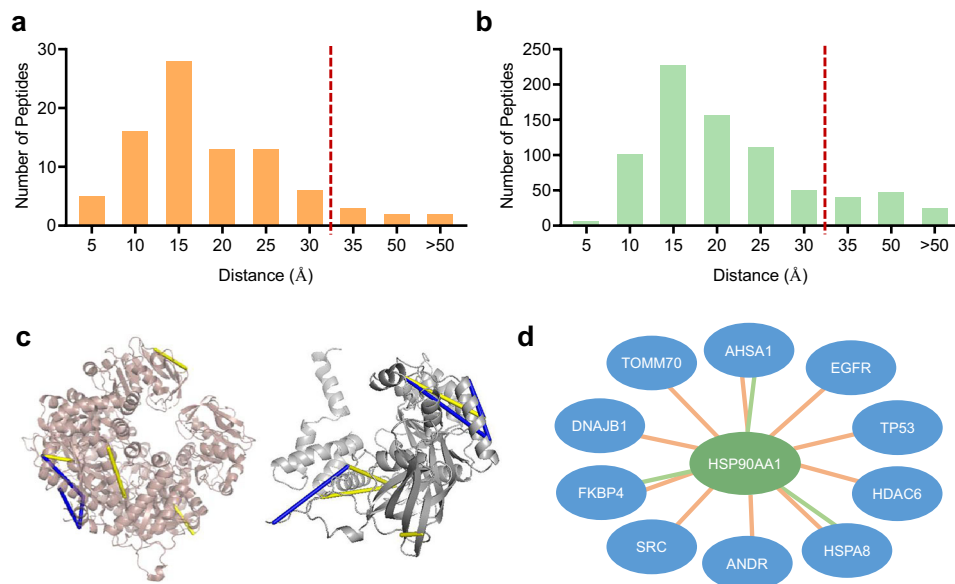 a
30
20
10
0
Number of Peptides
5 10 15 20 25 30 35 50 >50
Distance (Å)
b
250
200
150
100
50
0
Number of Peptides
5 10 15 20 25 30 35 50 >50
Distance (Å)
c
d
AHSA1
TOMM70
EGFR
DNAJB1
TP53
HSP90AA1
FKBP4
HDAC6
SRC
HSPA8
ANDR